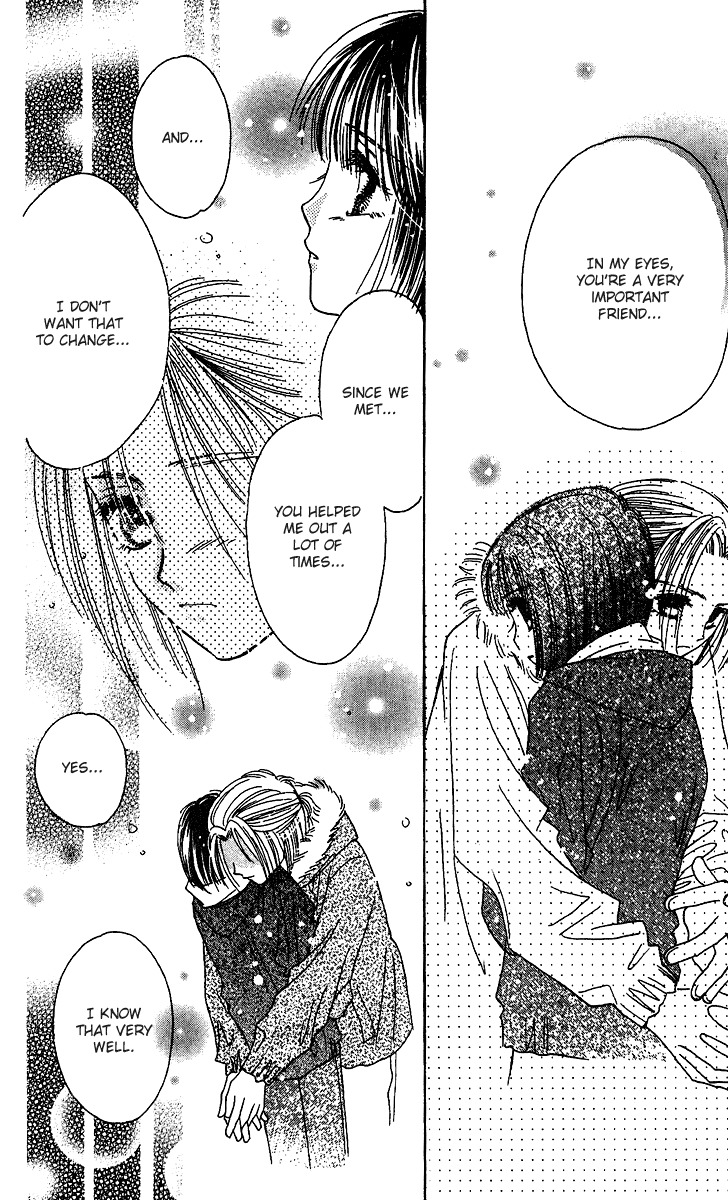 IN MY EYES,
YOU'RE A VERY
IMPORTANT
FRIEND...
SINCE WE
MET...
YOU HELPED
ME OUT A
LOT OF
TIMES...
AND...
I DON'T
WANT THAT
TO CHANGE...
YES...
I KNOW
THAT VERY
WELL.